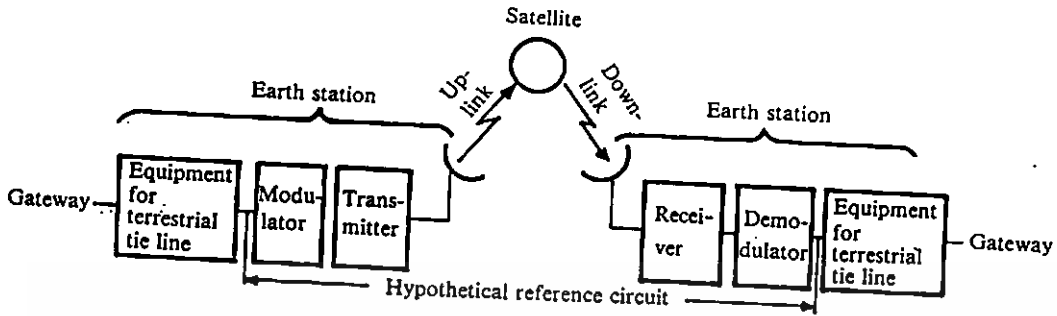 Satellite
Up-
link
Down-
link
Earth station
Earth station
Gateway
Equipment
for
terrestrial
tie line
Modu-
lator
Trans-
mitter
Recei-
ver
Demo-
dulator
Equipment
for
terrestrial
tie line
Gateway
Hypothetical reference circuit